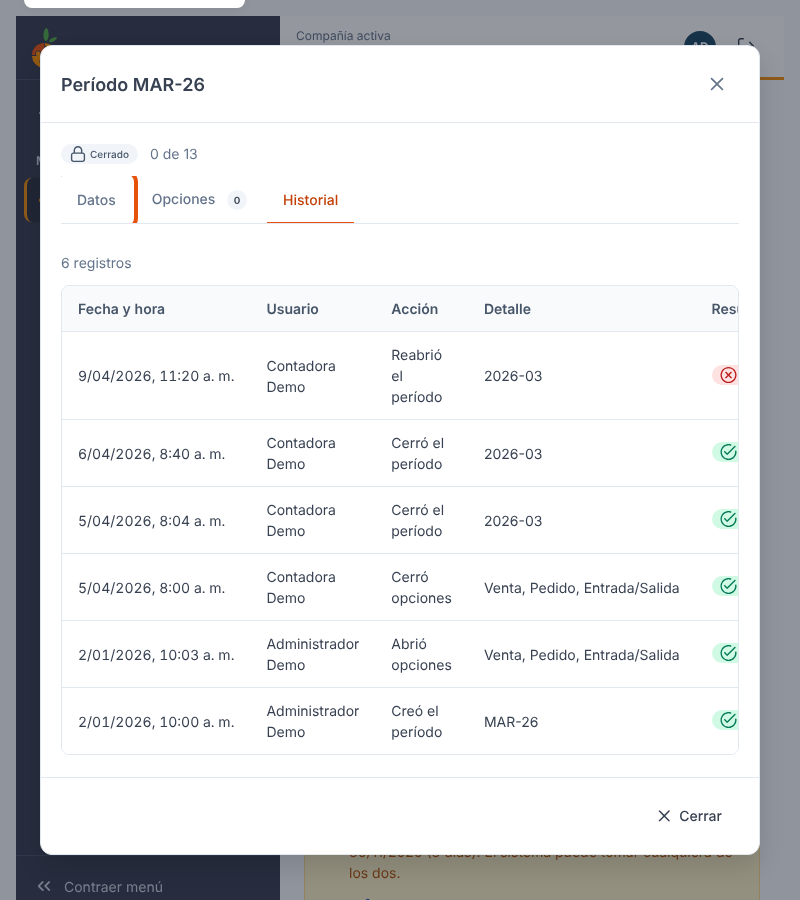 Compañía activa
Período MAR-26
Cerrado 0 de 13
Datos Opciones 0 Historial
6 registros
Fecha y hora Usuario Acción Detalle
9/04/2026, 11:20 a. m. Contadora Demo Reabrió el período 2026-03
6/04/2026, 8:40 a. m. Contadora Demo Cerró el período 2026-03
5/04/2026, 8:04 a. m. Contadora Demo Cerró el período 2026-03
5/04/2026, 8:00 a. m. Contadora Demo Cerró opciones Venta, Pedido, Entrada/Salida
2/01/2026, 10:03 a. m. Administrador Demo Abrió opciones Venta, Pedido, Entrada/Salida
2/01/2026, 10:00 a. m. Administrador Demo Creó el período MAR-26
Cerrar
los dos.
Contraer menú